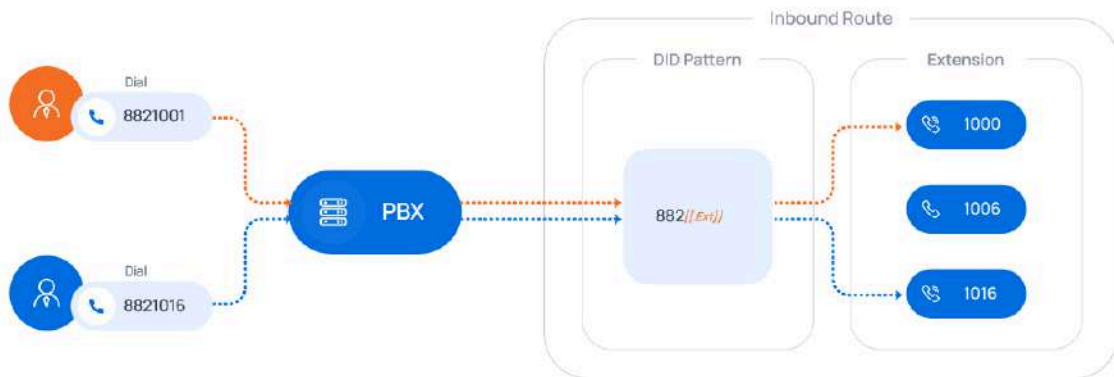 Inbound Route
DID Pattern
Extension
Dial
8821001
1000
PBX
882{{.Ext}}
1006
Dial
8821016
1016